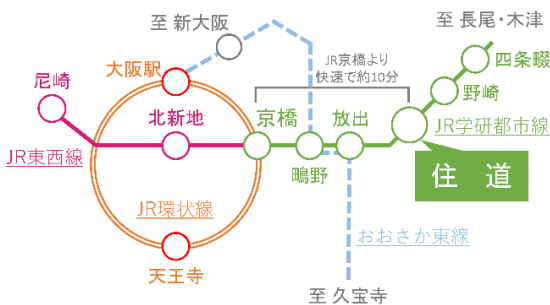 至 長尾・木津
至 新大阪
四条畷
JR京橋より
快速で約10分
大阪駅
尼崎
野崎
北新地
京橋
放出
JR学研都市線
JR東西線
鴫野
住 道
JR環状線
おおさか東線
天王寺
至 久宝寺